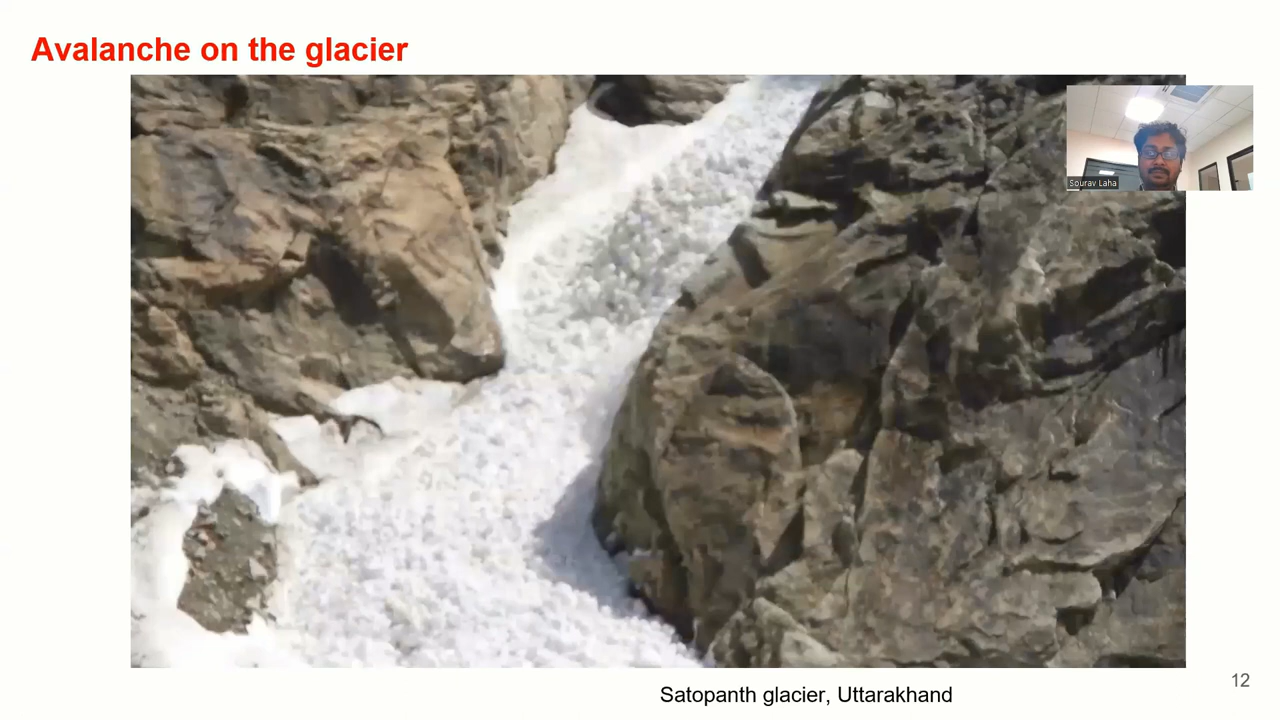 Avalanche on the glacier
Sourav Laha
Satopanth glacier, Uttarakhand
12